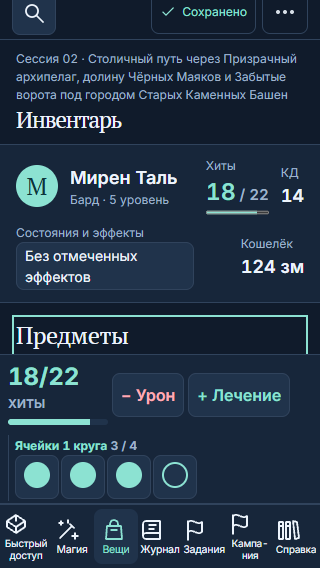 Сохранено
Сессия 02 · Столичный путь через Призрачный
архипелаг, долину Чёрных Маяков и Забытые
ворота под городом Старых Каменных Башен
Инвентарь
М
Мирен Таль
Бард · 5 уровень
Хиты
18 / 22
КД
14
Состояния и эффекты
Без отмеченных
эффектов
Кошелёк
124 зм
Предметы
18/22
ХИТЫ
− Урон
+ Лечение
Ячейки 1 круга 3 / 4
Быстрый
доступ
Магия
Вещи
Журнал
Задания
Кампа-
ния
Справка